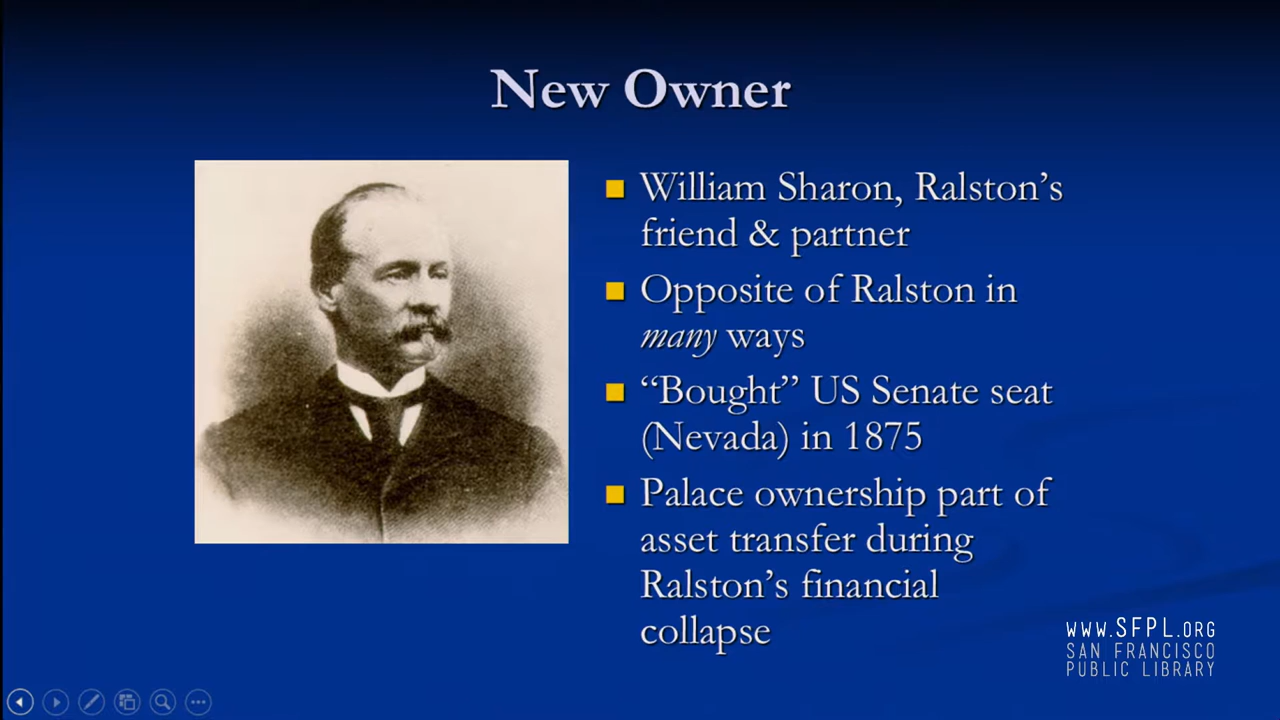 New Owner
William Sharon, Ralston’s
friend & partner
Opposite of Ralston in
many ways
“Bought” US Senate seat
(Nevada) in 1875
Palace ownership part of
asset transfer during
Ralston’s financial
collapse
WWW.SFPL.ORG
SAN FRANCISCO
PUBLIC LIBRARY